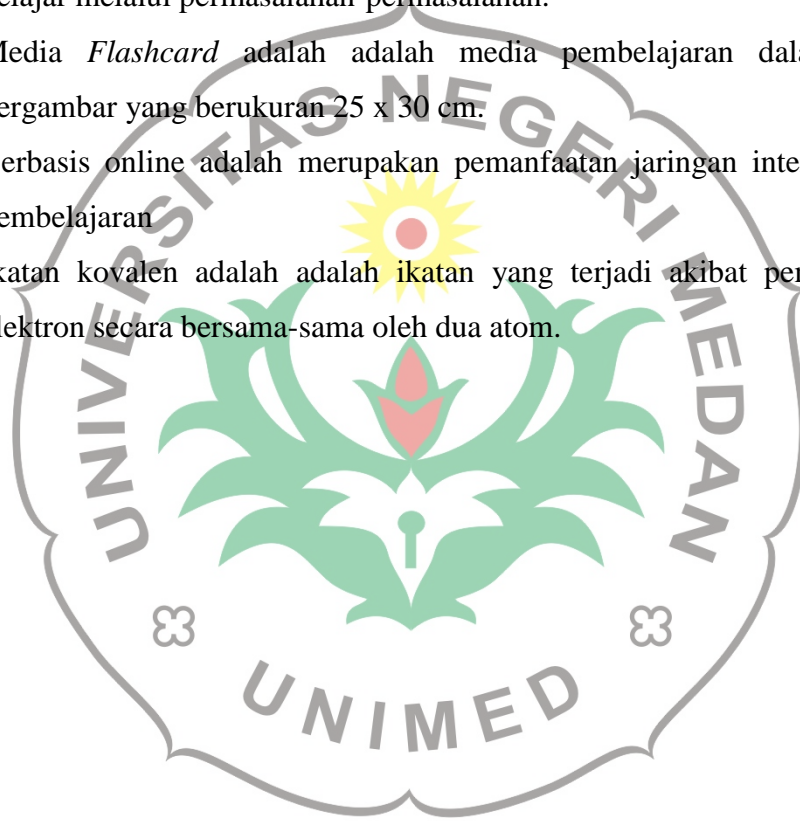 elajar melalui permasalahan-permasalahan.
Media Flashcard adalah adalah media pembelajaran dala
ergambar yang berukuran 25 x 30 cm.
erbasis online adalah merupakan pemanfaatan jaringan inte
embelajaran
katan kovalen adalah adalah ikatan yang terjadi akibat pem
lektron secara bersama-sama oleh dua atom.
UNIVERSITAS NEGERI MEDAN
UNIMED